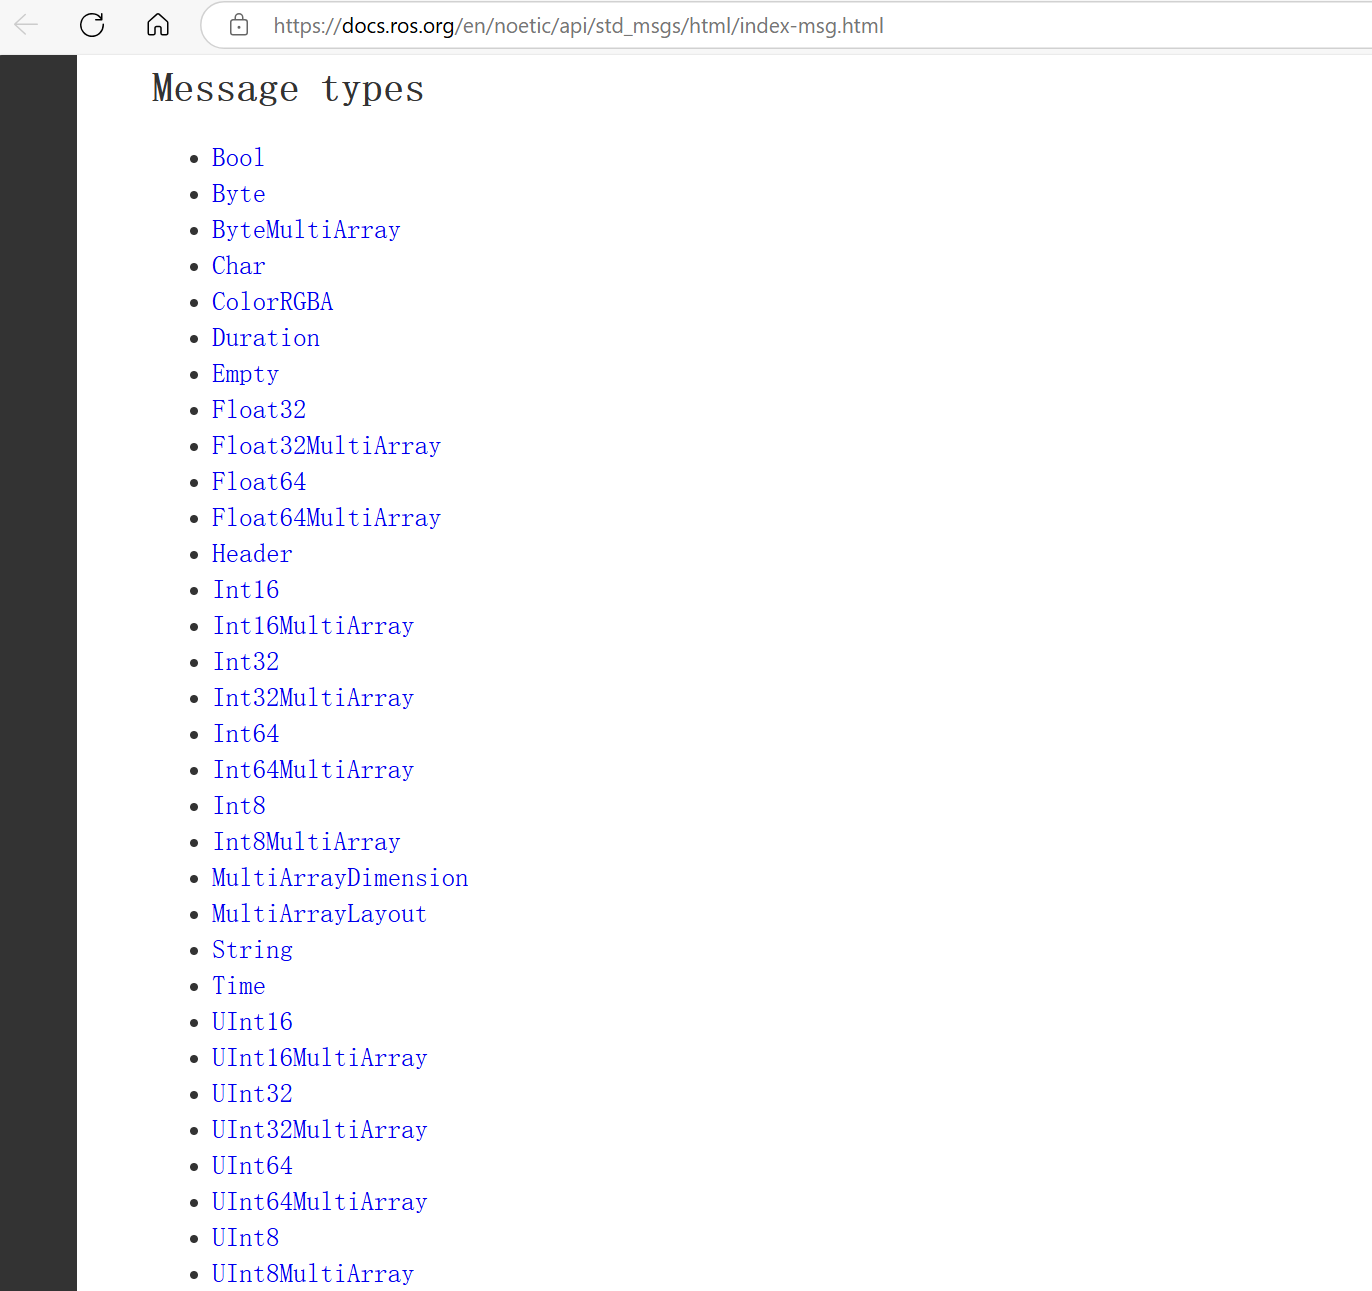 https://docs.ros.org/en/noetic/api/std_msgs/html/index-msg.html
Message types
Bool
Byte
ByteMultiArray
Char
ColorRGBA
Duration
Empty
Float32
Float32MultiArray
Float64
Float64MultiArray
Header
Int16
Int16MultiArray
Int32
Int32MultiArray
Int64
Int64MultiArray
Int8
Int8MultiArray
MultiArrayDimension
MultiArrayLayout
String
Time
UInt16
UInt16MultiArray
UInt32
UInt32MultiArray
UInt64
UInt64MultiArray
UInt8
UInt8MultiArray